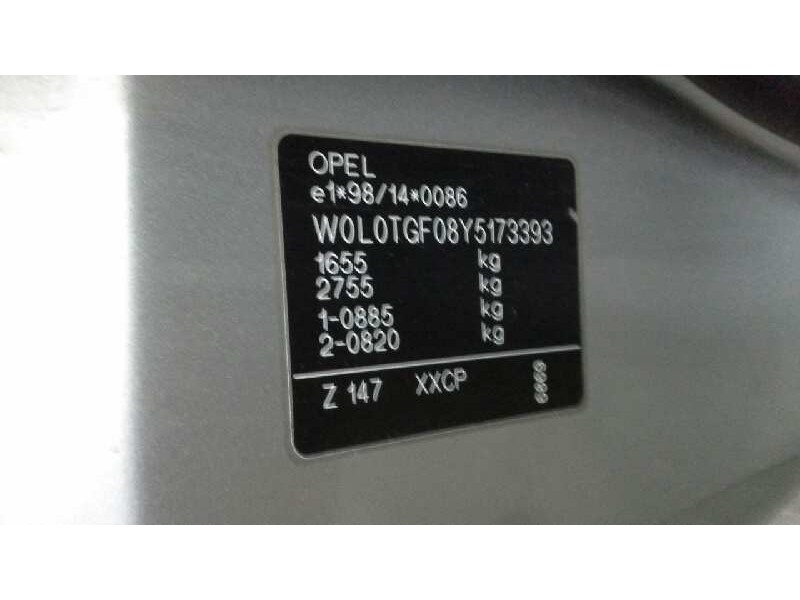 OPEL
e1*98/14*0086
W0L0TGF08Y5173393
1655 kg
2755 kg
1-0885 kg
2-0820 kg
Z 147 XXCP